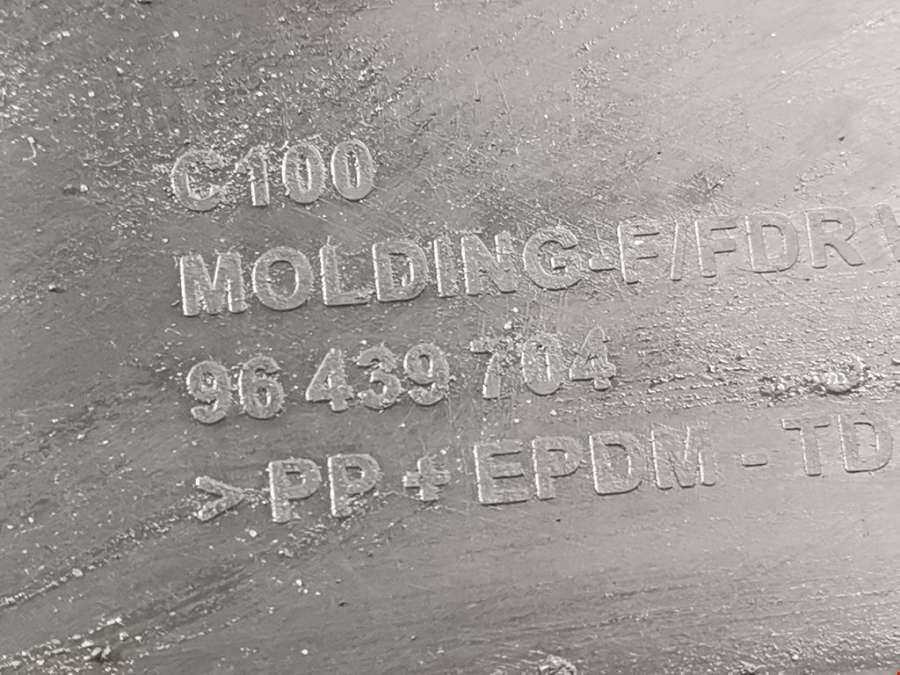 C100
MOLDING-F/FDR
96 439 704
>PP+EPDM-TD